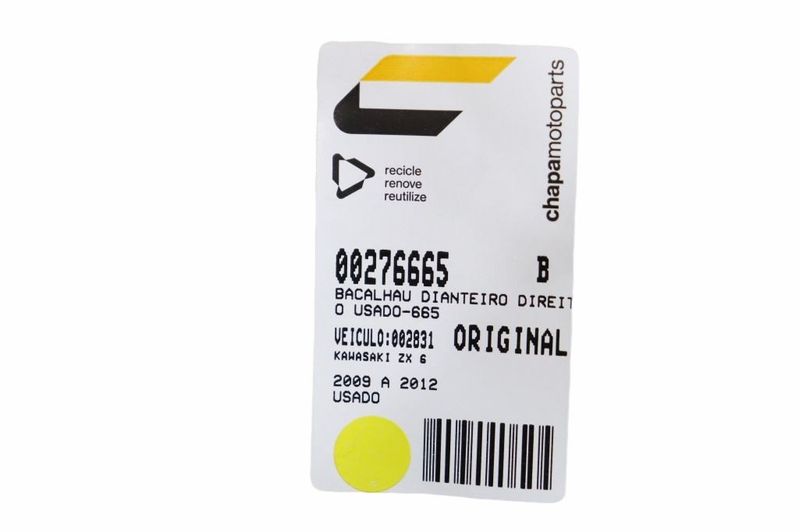 chapamotoparts
recicle
renove
reutilize
00276665 B
BACALHAU DIANTEIRO DIREIT
O USADO-665
VEICULO:002831 ORIGINAL
KAWASAKI ZX 6
2009 A 2012
USADO